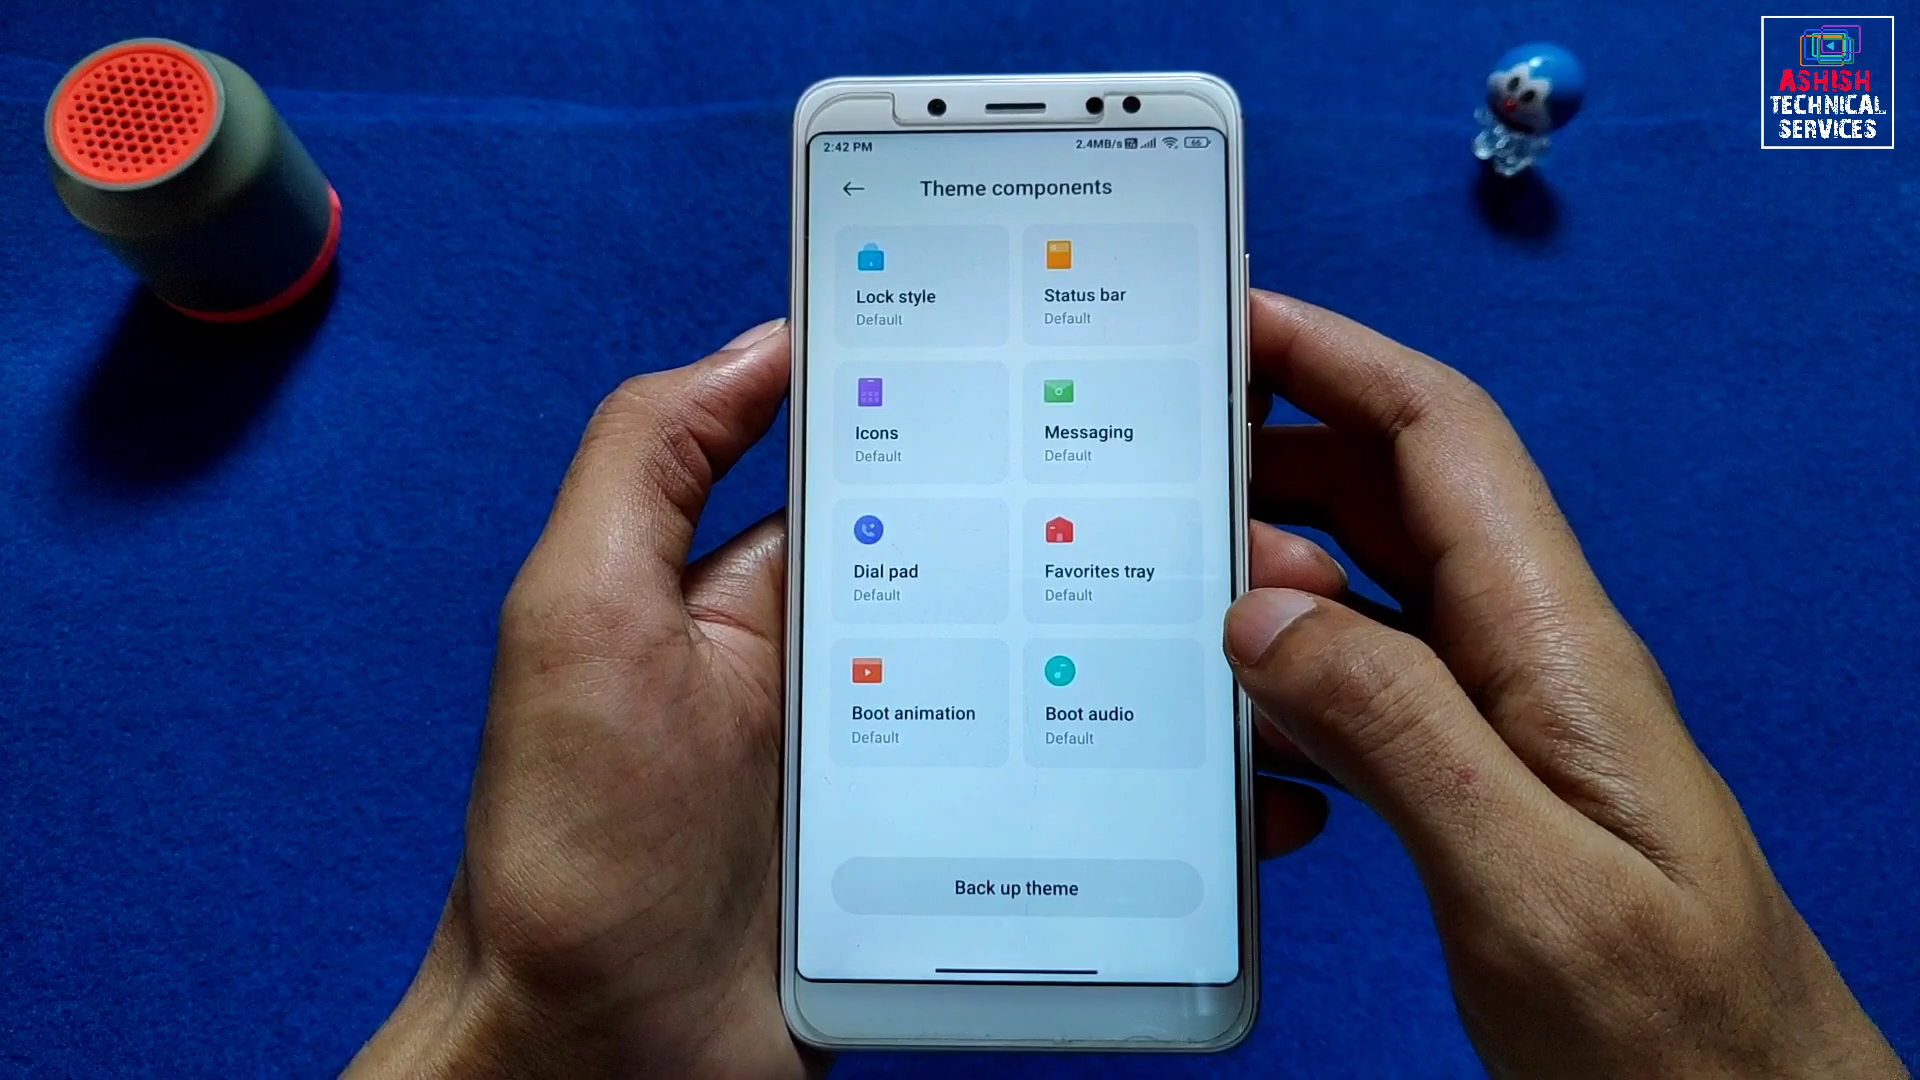 ASHISH
TECHNICAL
SERVICES
2:42 PM
2.4MB/s
66
Theme components
Lock style
Default
Status bar
Default
Icons
Default
Messaging
Default
Dial pad
Default
Favorites tray
Default
Boot animation
Default
Boot audio
Default
Back up theme